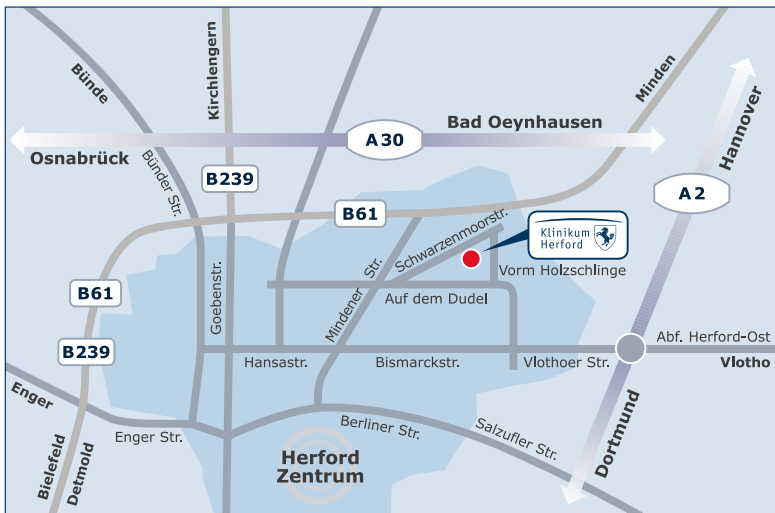 Bünde
Kirchlengern
Minden
Hannover
A 30
Bad Oeynhausen
Osnabrück
Bünder Str.
B239
A 2
B61
Schwarzenmoorstr.
Klinikum
Herford
Vorm Holzschlinge
B61
Goebenstr.
Mindener Str.
Auf dem Dudel
B239
Hansastr.
Bismarckstr.
Vlothoer Str.
Abf. Herford-Ost
Vlotho
Enger
Enger Str.
Berliner Str.
Salzufler Str.
Dortmund
Bielefeld
Detmold
Herford
Zentrum